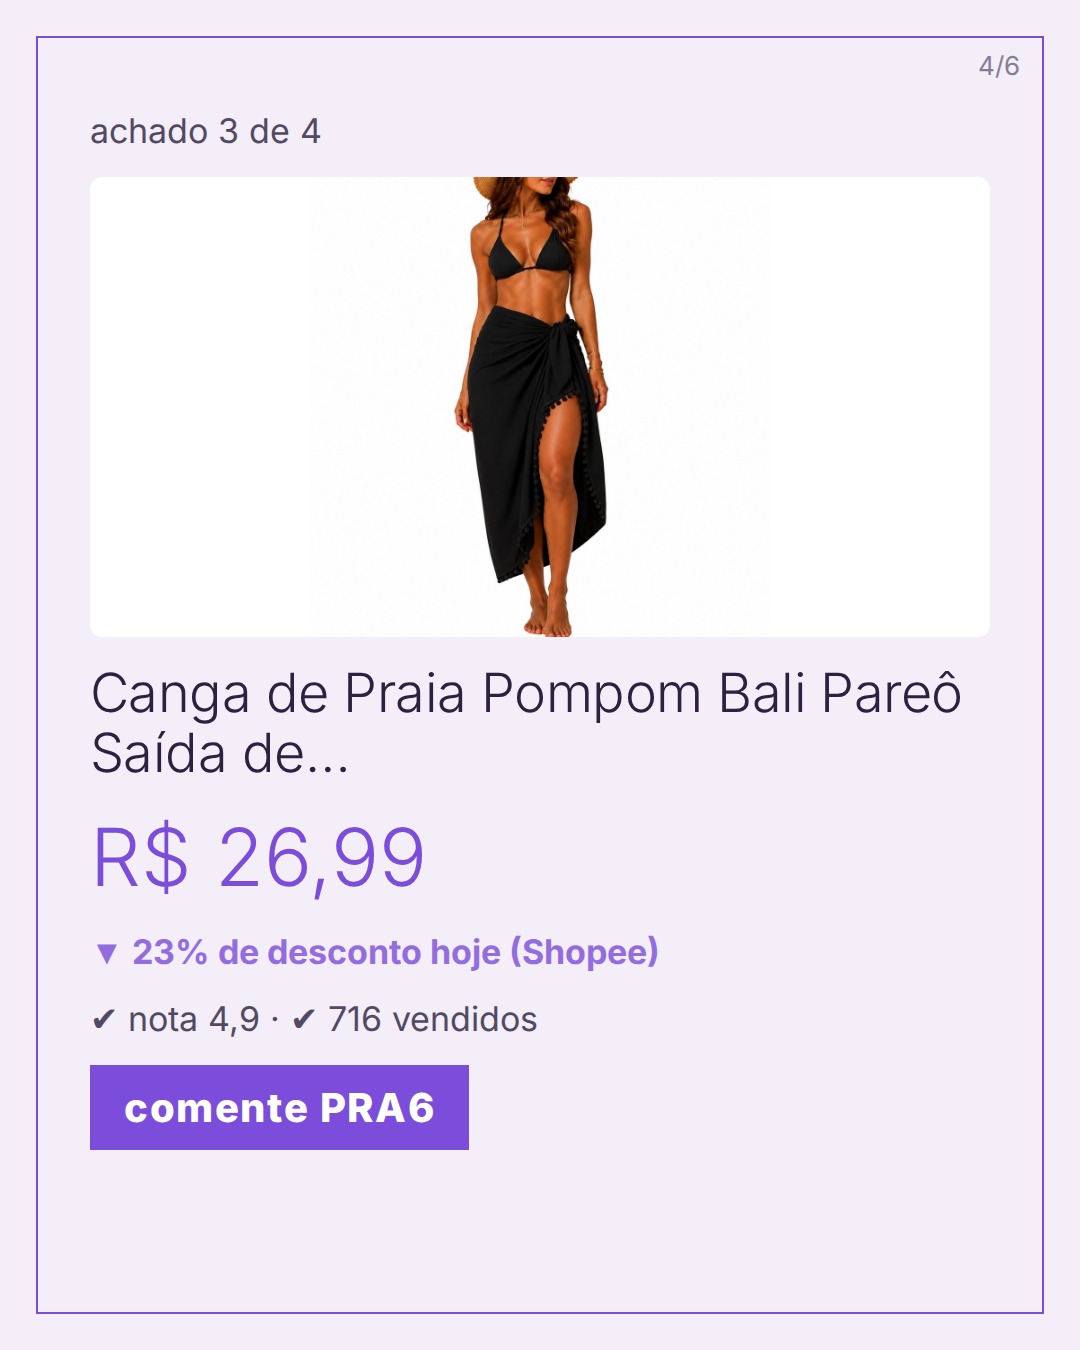 4/6
achado 3 de 4
Canga de Praia Pompom Bali Pareô
Saída de...
R$ 26,99
▼ 23% de desconto hoje (Shopee)
✔ nota 4,9 · ✔ 716 vendidos
comente PRA6